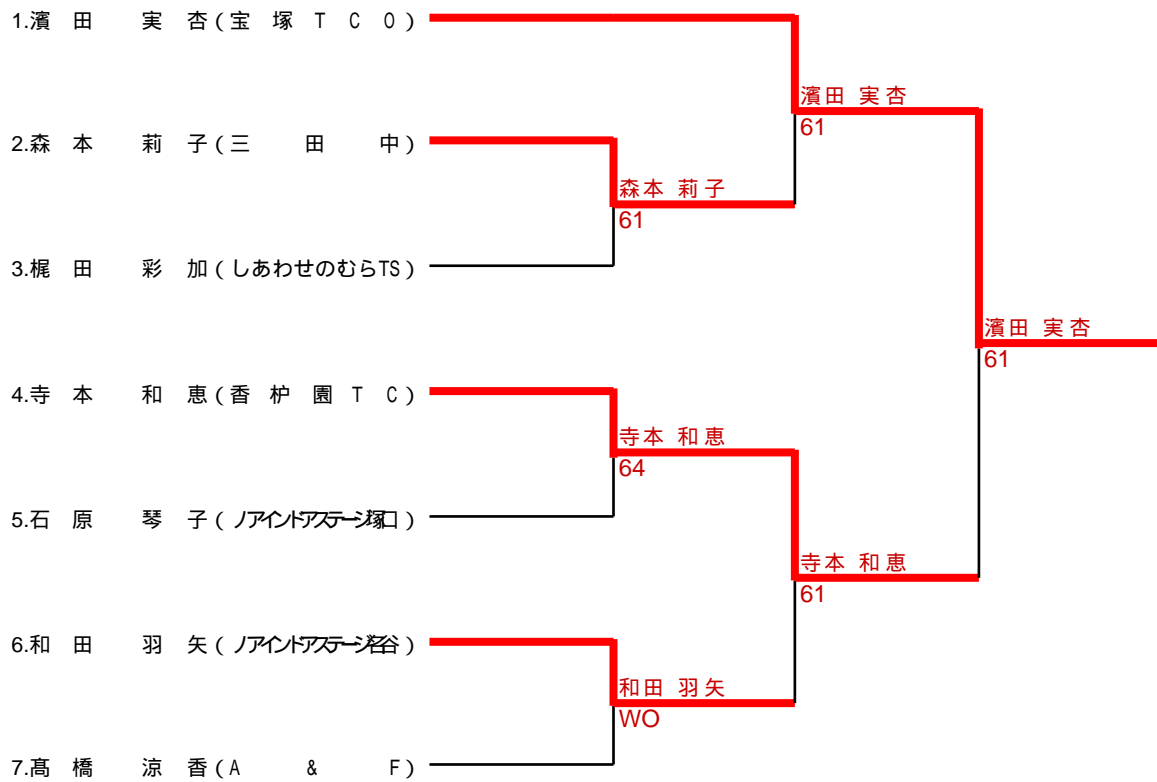 1.濱 田 実 杏(宝 塚 T C O)
濱田 実杏
61
2.森 本 莉 子(三 田 中)
森本 莉子
61
3.梶 田 彩 加(しあわせのむらTS)
濱田 実杏
61
4.寺 本 和 恵(香 枦 園 T C)
寺本 和恵
64
5.石 原 琴 子(ノアインドアステージ塚口)
寺本 和恵
61
6.和 田 羽 矢(ノアインドアステージ名谷)
和田 羽矢
WO
7.髙 橋 涼 香(A & F)